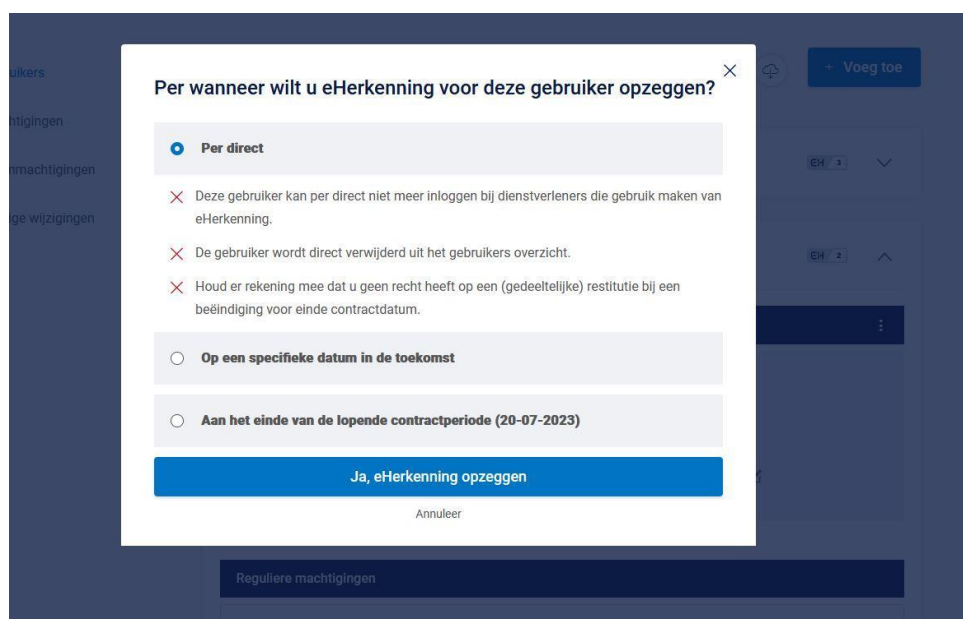 Per wanneer wilt u eHerkenning voor deze gebruiker opzeggen?
uikers
+ Voeg toe
Per direct
htigingen
nmachtigingen
EH 3
Deze gebruiker kan per direct niet meer inloggen bij dienstverleners die gebruik maken van
eHerkenning.
ige wijzigingen
De gebruiker wordt direct verwijderd uit het gebruikers overzicht.
EH 2
Houd er rekening mee dat u geen recht heeft op een (gedeeltelijke) restitutie bij een
beëindiging voor einde contractdatum.
Op een specifieke datum in de toekomst
Aan het einde van de lopende contractperiode (20-07-2023)
Ja, eHerkenning opzeggen
Annuleer
Reguliere machtigingen